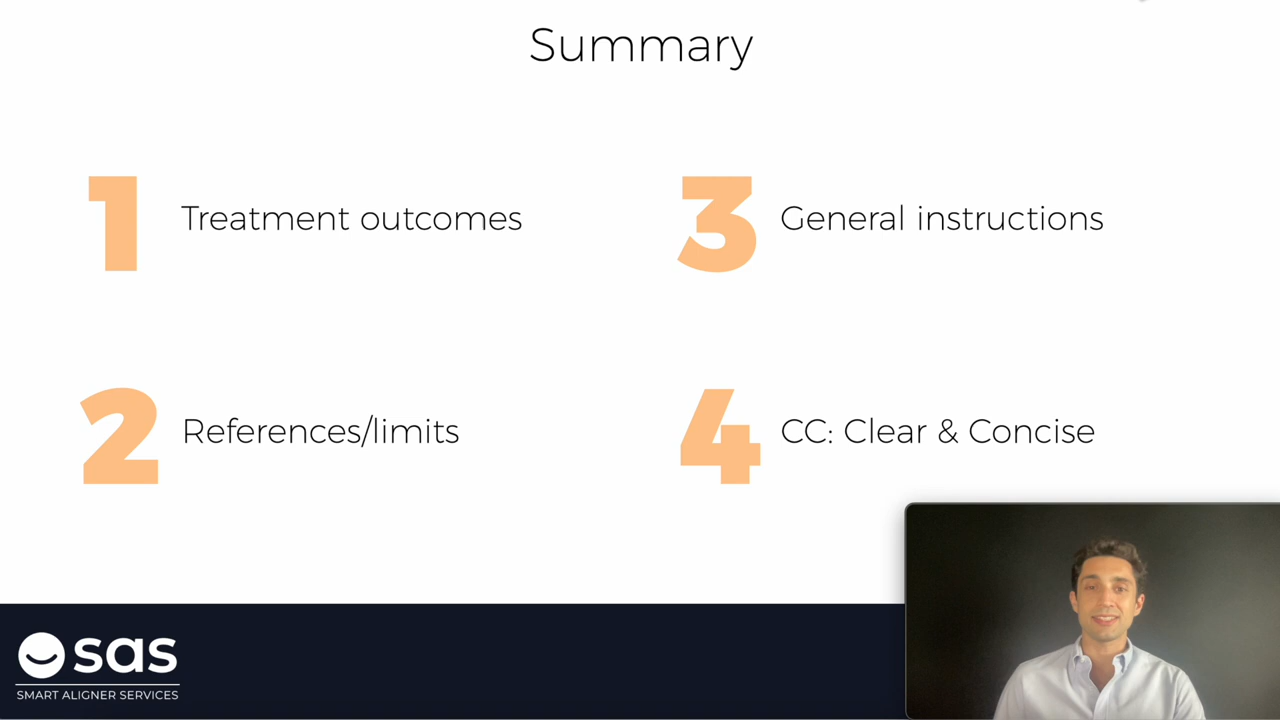 Summary
1 Treatment outcomes
2 References/limits
3 General instructions
4 CC: Clear & Concise
sas
SMART ALIGNER SERVICES